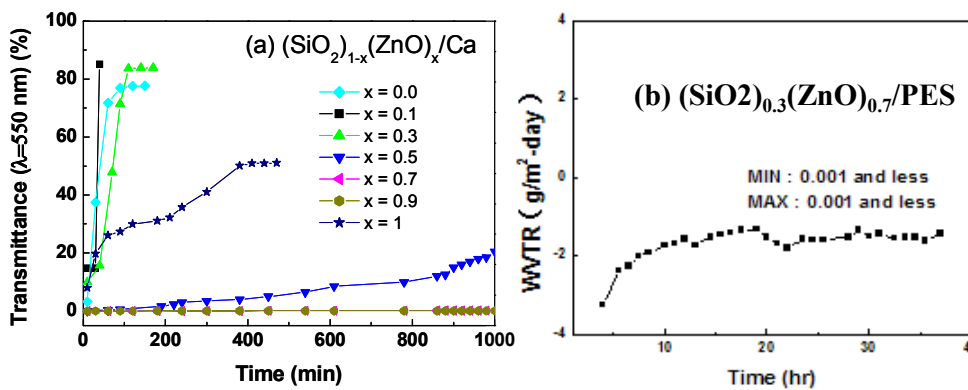 (a) (SiO2)1-x(ZnO)x/Ca
Transmittance (λ=550 nm) (%)
100
80
60
40
20
0
x = 0.0
x = 0.1
x = 0.3
x = 0.5
x = 0.7
x = 0.9
x = 1
0 200 400 600 800 1000
Time (min)
(b) (SiO2)0.3(ZnO)0.7/PES
WVTR ( g/m²-day )
4
2
0
-2
-4
MIN : 0.001 and less
MAX : 0.001 and less
10 20 30 4
Time (hr)